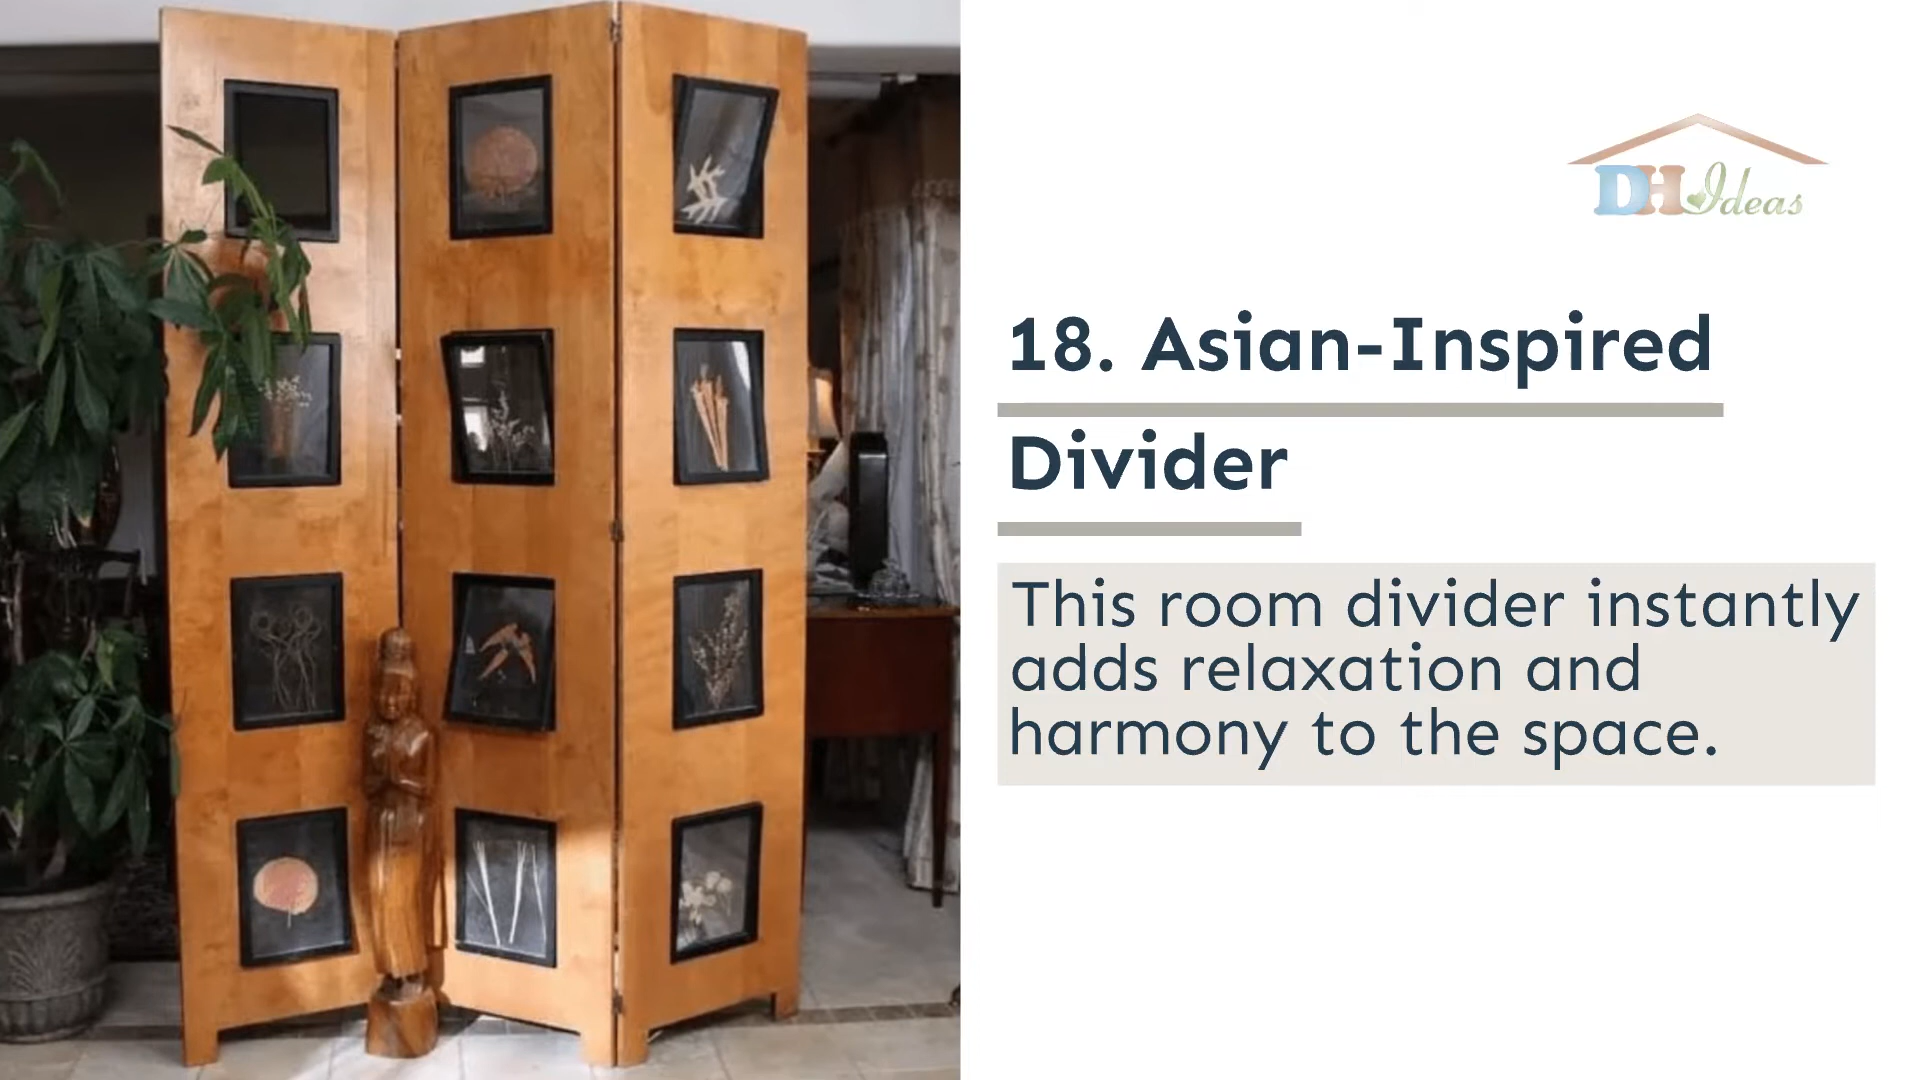 DH Ideas
18. Asian-Inspired
Divider
This room divider instantly
adds relaxation and
harmony to the space.